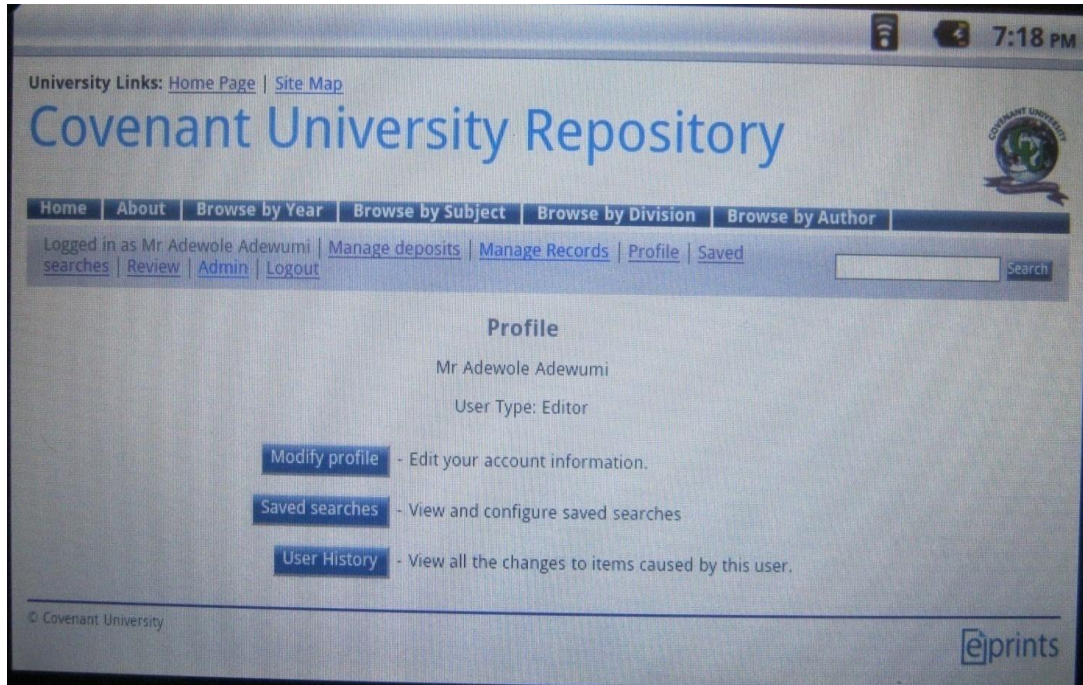 7:18 PM
University Links: Home Page | Site Map
Covenant University Repository
COVENANT UNIVERSITY
Home | About | Browse by Year | Browse by Subject | Browse by Division | Browse by Author |
Logged in as Mr Adewole Adewumi | Manage deposits | Manage Records | Profile | Saved
searches | Review | Admin | Logout
Search
Profile
Mr Adewole Adewumi
User Type: Editor
Modify profile - Edit your account information.
Saved searches - View and configure saved searches
User History - View all the changes to items caused by this user.
© Covenant University
eprints